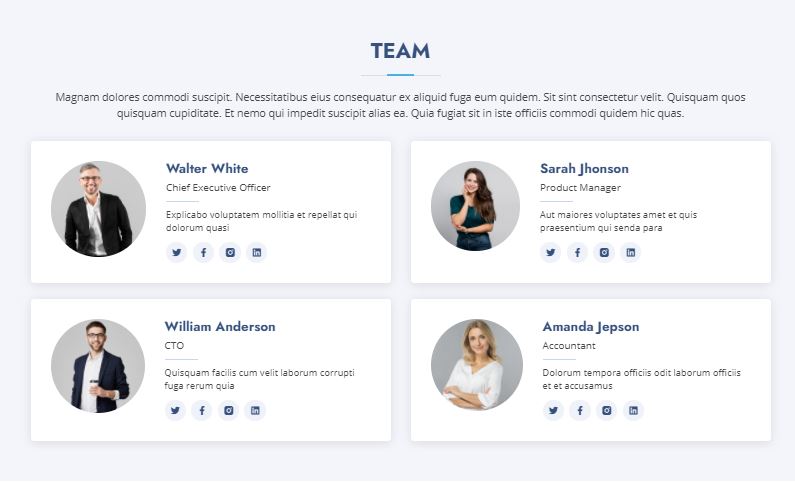 TEAM
Magnam dolores commodi suscipit. Necessitatibus eius consequatur ex aliquid fuga eum quidem. Sit sint consectetur velit. Quisquam quos
quisquam cupiditate. Et nemo qui impedit suscipit alias ea. Quia fugiat sit in iste officiis commodi quidem hic quas.
Walter White
Chief Executive Officer
Explicabo voluptatem mollitia et repellat qui
dolorum quasi
Sarah Jhonson
Product Manager
Aut maiores voluptates amet et quis
praesentium qui senda para
William Anderson
CTO
Quisquam facilis cum velit laborum corrupti
fuga rerum quia
Amanda Jepson
Accountant
Dolorum tempora officiis odit laborum officiis
et et accusamus